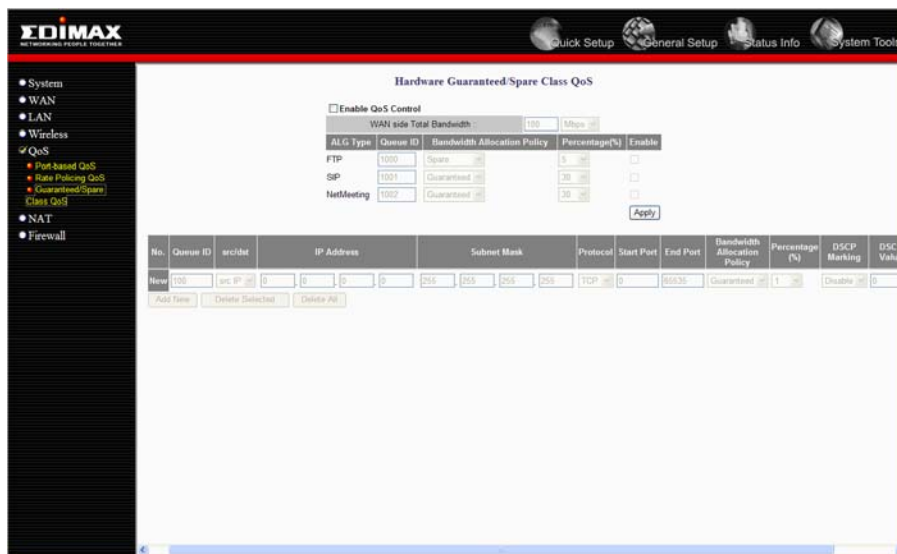 EDIMAX
NETWORKING PEOPLE TOGETHER
Quick Setup
General Setup
Status Info
System Tools
System
WAN
LAN
Wireless
QoS
Port-based QoS
Rate Policing QoS
Guaranteed/Spare
Class QoS
NAT
Firewall
Hardware Guaranteed/Spare Class QoS
Enable QoS Control
WAN side Total Bandwidth : 100 Mbps
ALG Type Queue ID Bandwidth Allocation Policy Percentage(%) Enable
FTP 1000 Spare 5
SIP 1001 Guaranteed 30
NetMeeting 1002 Guaranteed 30
Apply
No. Queue ID src/dst IP Address Subnet Mask Protocol Start Port End Port Bandwidth Allocation Policy Percentage (%) DSCP Marking DSC Valu
New 100 src IP 0 . 0 . 0 . 0 255 . 255 . 255 . 255 TCP 0 65535 Guaranteed 1 Disable 0
Add New Delete Selected Delete All